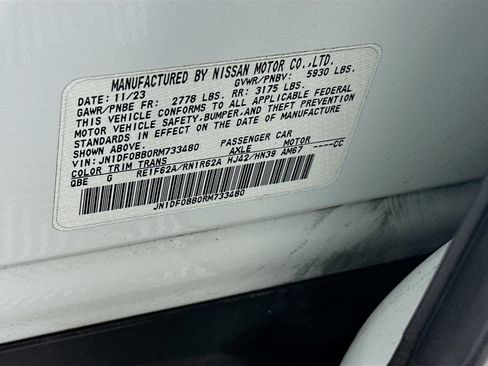 MANUFACTURED BY NISSAN MOTOR CO.,LTD.
DATE: 11/23 GVWR/PNBV: 5930 LBS.
GAWR/PNBE FR: 2778 LBS. RR: 3175 LBS.
THIS VEHICLE CONFORMS TO ALL APPLICABLE FEDERAL
MOTOR VEHICLE SAFETY,BUMPER,AND THEFT PREVENTION
STANDARDS IN EFFECT ON THE DATE OF MANUFACTURE
SHOWN ABOVE.
VIN:JN1DF0BB0RM733480 PASSENGER CAR
COLOR TRIM TRANS AXLE MOTOR
QBE G RE1F62A/RN1R62A HJ42/HN39 AM67 ----CC
JN1DF0BB0RM733480